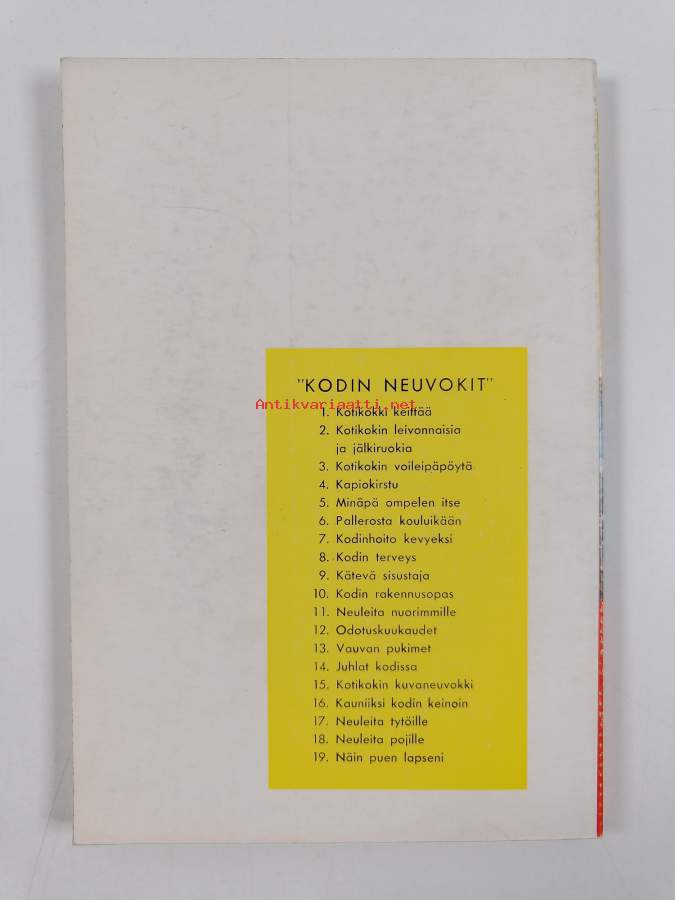 "KODIN NEUVOKIT"
Antikvariaatti.net
1. Kotikokki keittää
2. Kotikokin leivonnaisia
ja jälkiruokia
3. Kotikokin voileipäpöytä
4. Kapiokirstu
5. Minäpä ompelen itse
6. Pallerosta kouluikään
7. Kodinhoito kevyeksi
8. Kodin terveys
9. Kätevä sisustaja
10. Kodin rakennusopas
11. Neuleita nuorimmille
12. Odotuskuukaudet
13. Vauvan pukimet
14. Juhlat kodissa
15. Kotikokin kuvaneuvokki
16. Kauniiksi kodin keinoin
17. Neuleita tytöille
18. Neuleita pojille
19. Näin puen lapseni